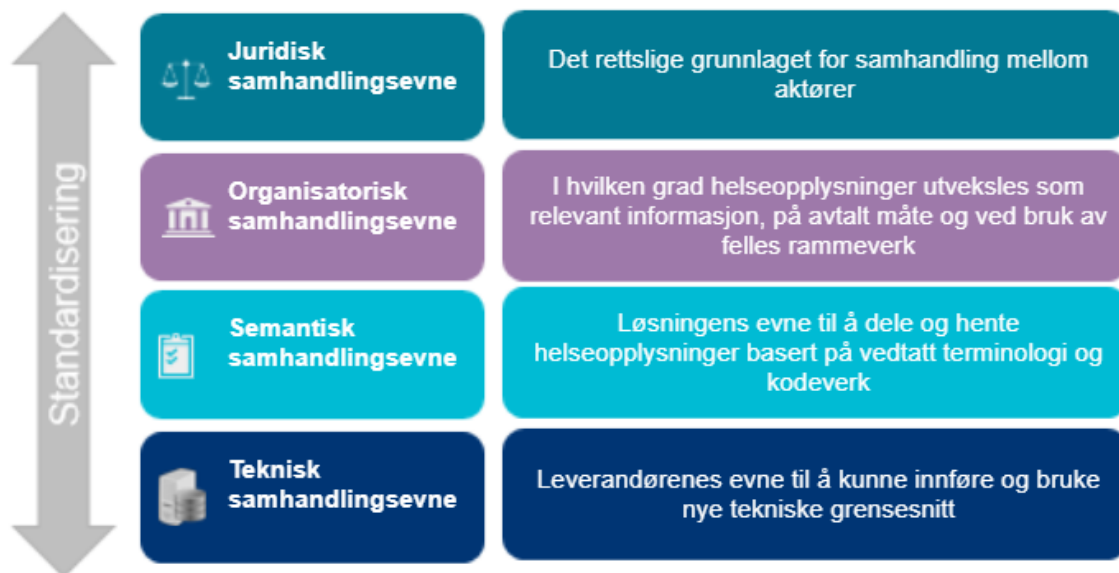 Standardisering
Juridisk
samhandlingsevne
Det rettslige grunnlaget for samhandling mellom
aktører
Organisatorisk
samhandlingsevne
I hvilken grad helseopplysninger utveksles som
relevant informasjon, på avtalt måte og ved bruk av
felles rammeverk
Semantisk
samhandlingsevne
Løsningens evne til å dele og hente
helseopplysninger basert på vedtatt terminologi og
kodeverk
Teknisk
samhandlingsevne
Leverandørenes evne til å kunne innføre og bruke
nye tekniske grensesnitt